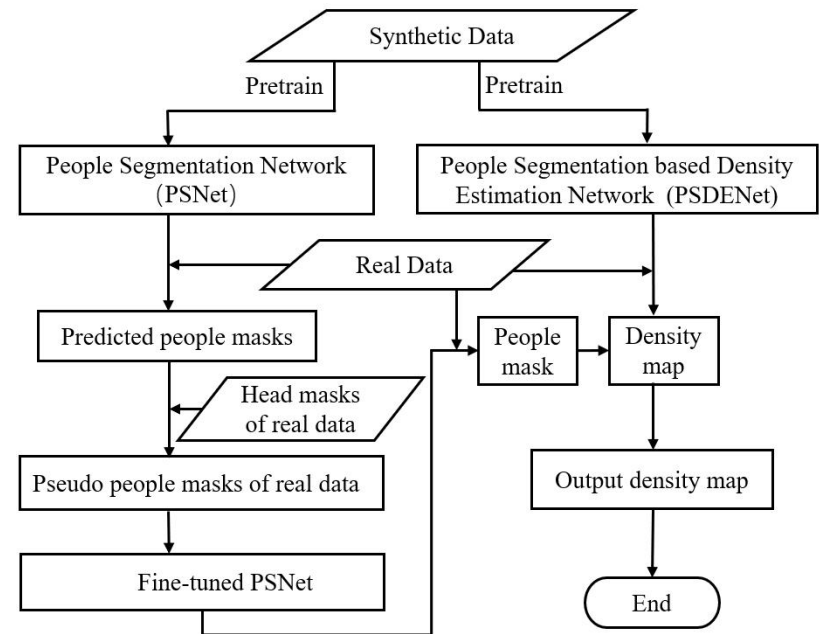 Synthetic Data
Pretrain
Pretrain
People Segmentation Network
(PSNet)
People Segmentation based Density
Estimation Network (PSDENet)
Real Data
Predicted people masks
People
mask
Density
map
Head masks
of real data
Pseudo people masks of real data
Output density map
Fine-tuned PSNet
End